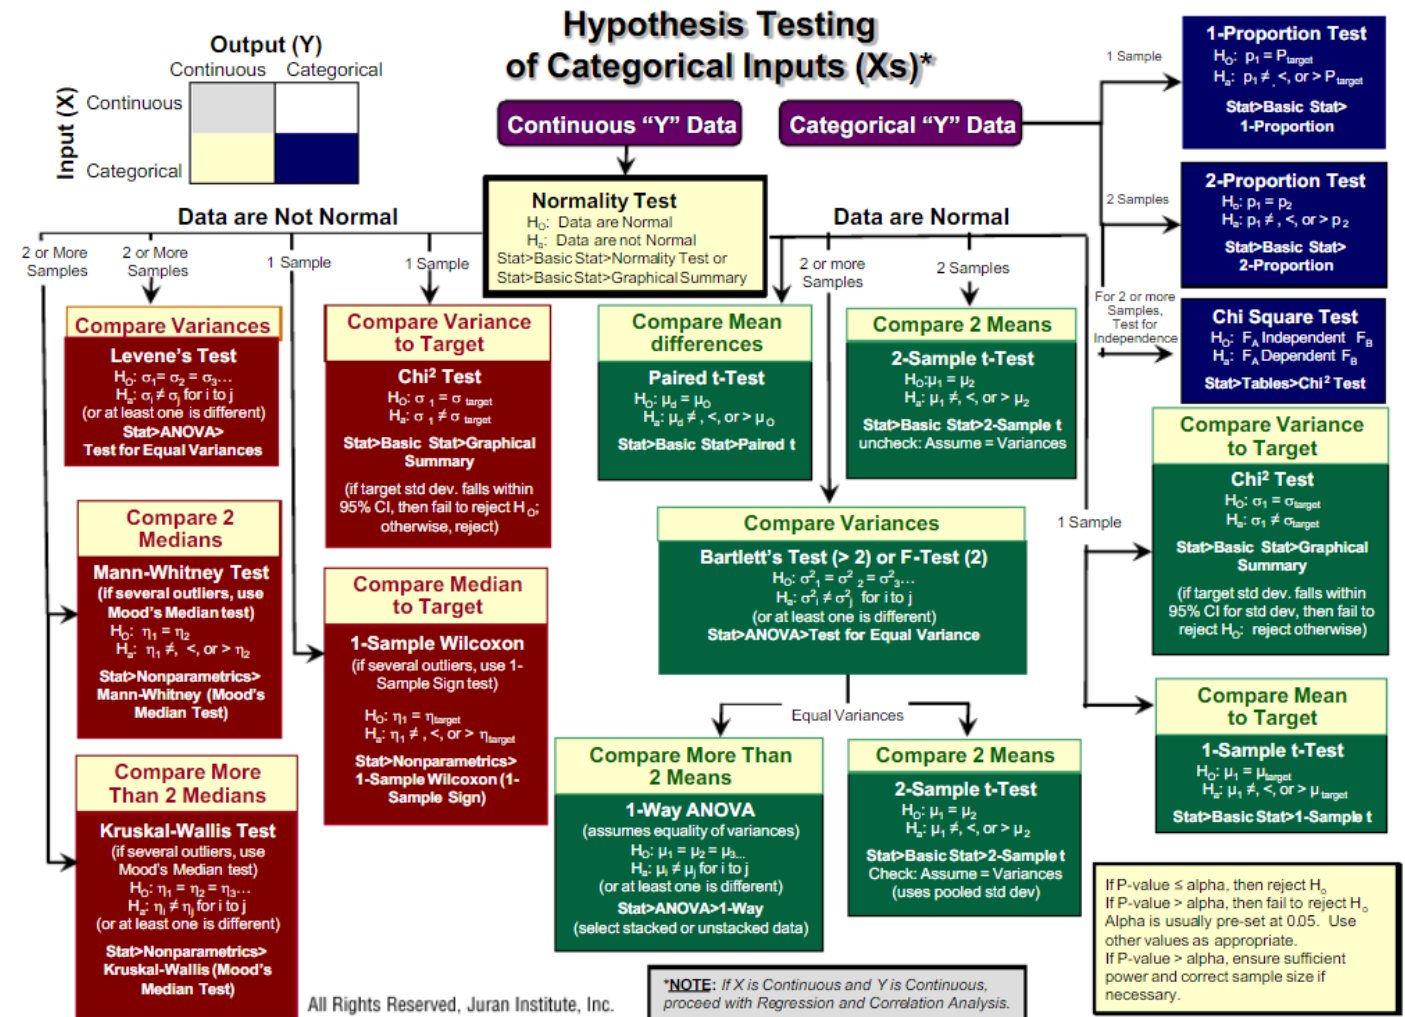 Hypothesis Testing
of Categorical Inputs (Xs)*
Output (Y)
Continuous Categorical
Input (X)
Continuous
Categorical
Continuous “Y” Data
Categorical “Y” Data
Normality Test
H₀: Data are Normal
Hₐ: Data are not Normal
Stat>Basic Stat>Normality Test or
Stat>Basic Stat>Graphical Summary
Data are Not Normal
2 or More
Samples
2 or More
Samples
1 Sample
1 Sample
Data are Normal
2 or more
Samples
2 Samples
1 Sample
2 Samples
For 2 or more
Samples,
Test for
Independence
1-Proportion Test
H₀: p₁ = P target
Hₐ: p₁ ≠ , <, or > P target
Stat>Basic Stat>
1-Proportion
2-Proportion Test
H₀: p₁ = p₂
Hₐ: p₁ ≠ , <, or > p₂
Stat>Basic Stat>
2-Proportion
Chi Square Test
H₀: F_A Independent F_B
Hₐ: F_A Dependent F_B
Stat>Tables>Chi² Test
Compare Variances
Levene's Test
H₀: σ₁= σ₂ = σ₃...
Hₐ: σᵢ ≠ σⱼ for i to j
(or at least one is different)
Stat>ANOVA>
Test for Equal Variances
Compare Variance
to Target
Chi² Test
H₀: σ ₁ = σ target
Hₐ: σ ₁ ≠ σ target
Stat>Basic Stat>Graphical
Summary
(if target std dev. falls within
95% CI, then fail to reject H₀;
otherwise, reject)
Compare Mean
differences
Paired t-Test
H₀: μ_d = μ₀
Hₐ: μ_d ≠ , <, or > μ₀
Stat>Basic Stat>Paired t
Compare 2 Means
2-Sample t-Test
H₀:μ₁ = μ₂
Hₐ: μ₁ ≠, <, or > μ₂
Stat>Basic Stat>2-Sample t
uncheck: Assume = Variances
Compare 2
Medians
Mann-Whitney Test
(if several outliers, use
Mood's Median test)
H₀: η₁ = η₂
Hₐ: η₁ ≠, <, or > η₂
Stat>Nonparametrics>
Mann-Whitney (Mood's
Median Test)
Compare Median
to Target
1-Sample Wilcoxon
(if several outliers, use 1-
Sample Sign test)
H₀: η₁ = η target
Hₐ: η₁ ≠ , <, or > η target
Stat>Nonparametrics>
1-Sample Wilcoxon (1-
Sample Sign)
Compare Variances
Bartlett's Test (> 2) or F-Test (2)
H₀: σ²₁ = σ²₂ = σ²₃...
Hₐ: σ²ᵢ ≠ σ²ⱼ for i to j
(or at least one is different)
Stat>ANOVA>Test for Equal Variance
1 Sample
Compare Variance
to Target
Chi² Test
H₀: σ₁ = σ target
Hₐ: σ₁ ≠ σ target
Stat>Basic Stat>Graphical
Summary
(if target std dev. falls within
95% CI for std dev, then fail to
reject H₀: reject otherwise)
Equal Variances
Compare More
Than 2 Medians
Kruskal-Wallis Test
(if several outliers, use
Mood's Median test)
H₀: η₁ = η₂ = η₃...
Hₐ: ηᵢ ≠ ηⱼ for i to j
(or at least one is different)
Stat>Nonparametrics>
Kruskal-Wallis (Mood's
Median Test)
Compare More Than
2 Means
1-Way ANOVA
(assumes equality of variances)
H₀: μ₁ = μ₂ = μ₃...
Hₐ: μᵢ ≠ μⱼ for i to j
(or at least one is different)
Stat>ANOVA>1-Way
(select stacked or unstacked data)
Compare 2 Means
2-Sample t-Test
H₀: μ₁ = μ₂
Hₐ: μ₁ ≠, <, or > μ₂
Stat>Basic Stat>2-Sample t
Check: Assume = Variances
(uses pooled std dev)
Compare Mean
to Target
1-Sample t-Test
H₀: μ₁ = μ target
Hₐ: μ₁ ≠, <, or > μ target
Stat>Basic Stat>1-Sample t
If P-value ≤ alpha, then reject H₀
If P-value > alpha, then fail to reject H₀
Alpha is usually pre-set at 0.05. Use
other values as appropriate.
If P-value > alpha, ensure sufficient
power and correct sample size if
necessary.
All Rights Reserved, Juran Institute, Inc.
*NOTE: If X is Continuous and Y is Continuous,
proceed with Regression and Correlation Analysis.